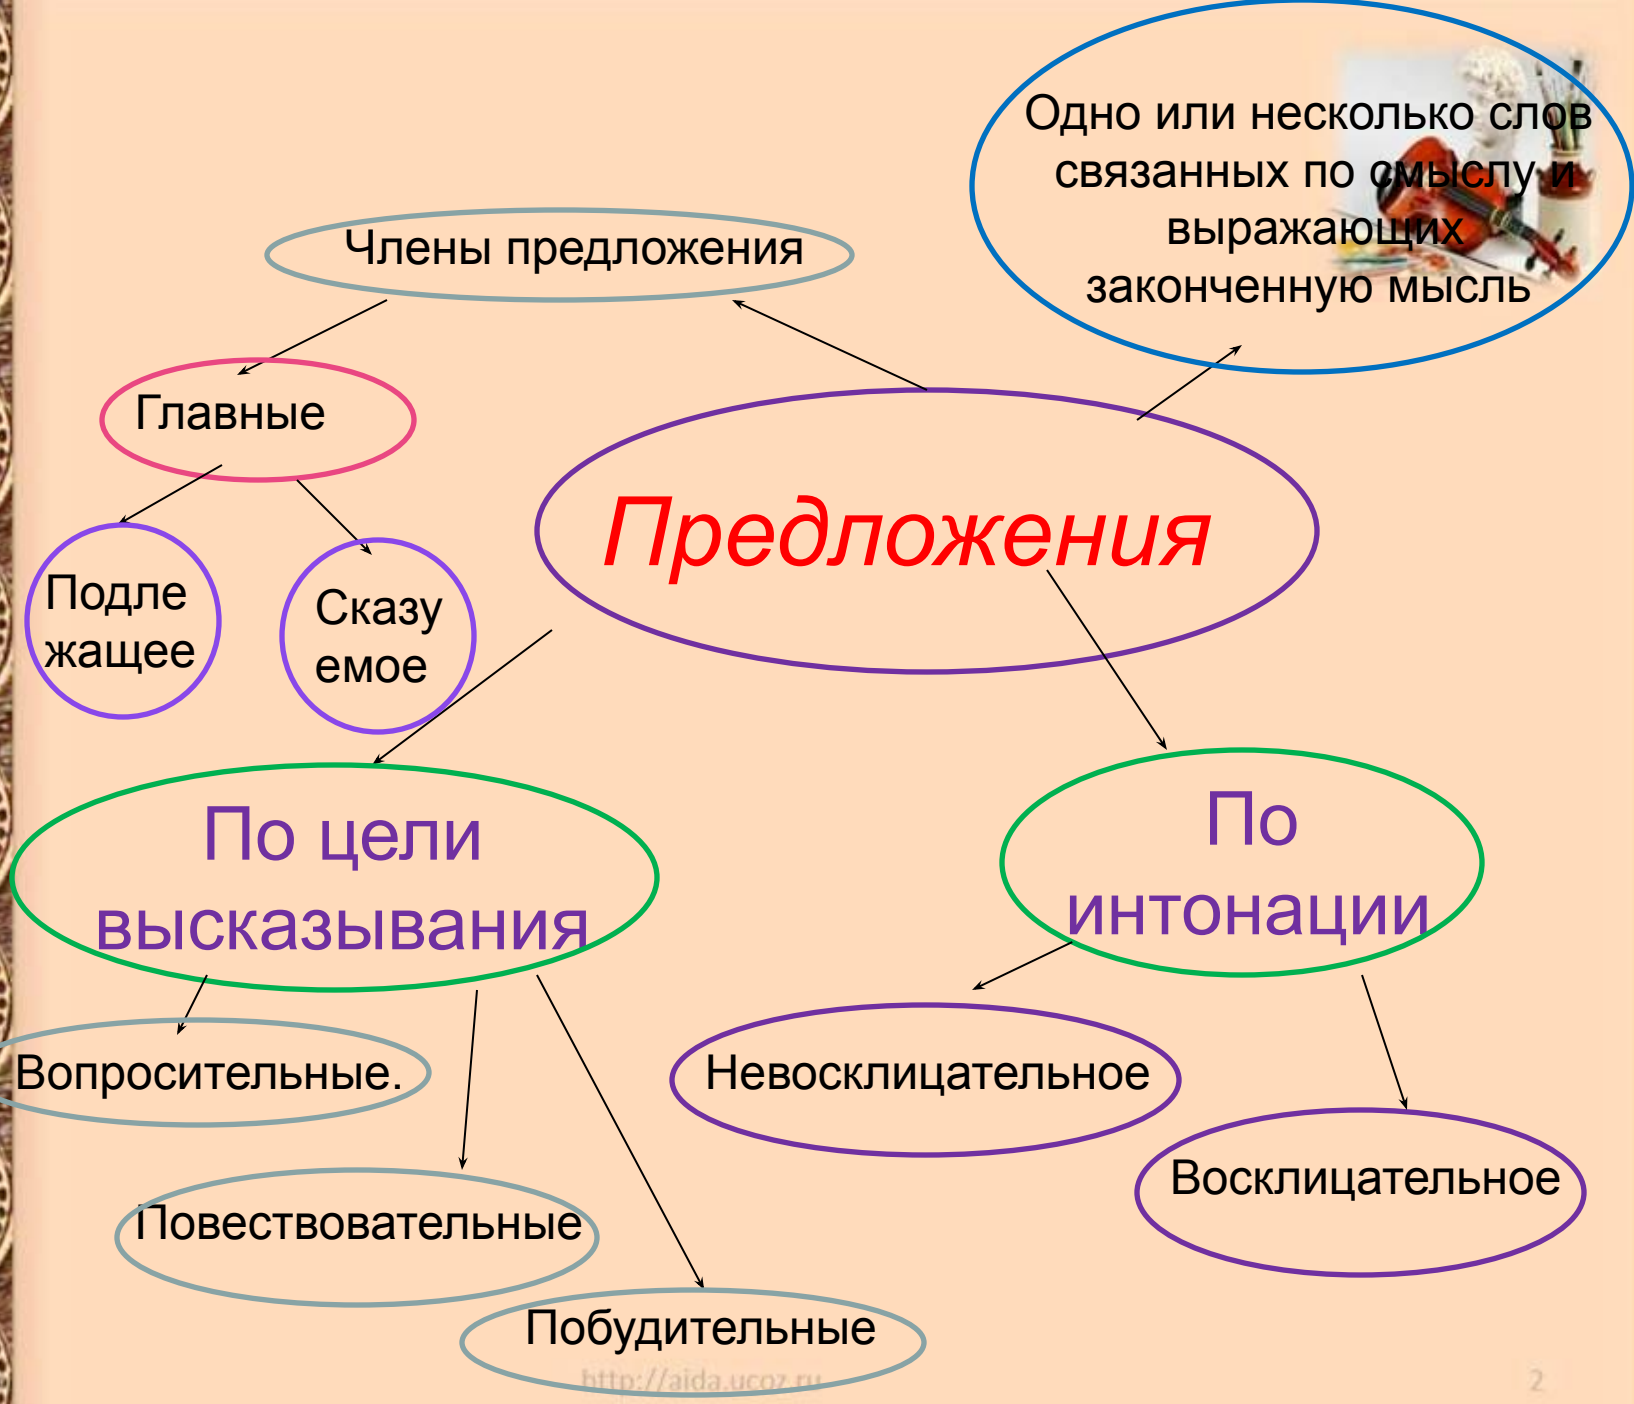 Одно или несколько слов
связанных по смыслу и
выражающих
законченную мысль
Члены предложения
Главные
Подле
жащее
Сказу
емое
Предложения
По цели
высказывания
По
интонации
Вопросительные.
Невосклицательное
Восклицательное
Повествовательные
Побудительные
http://aida.ucoz.ru
2